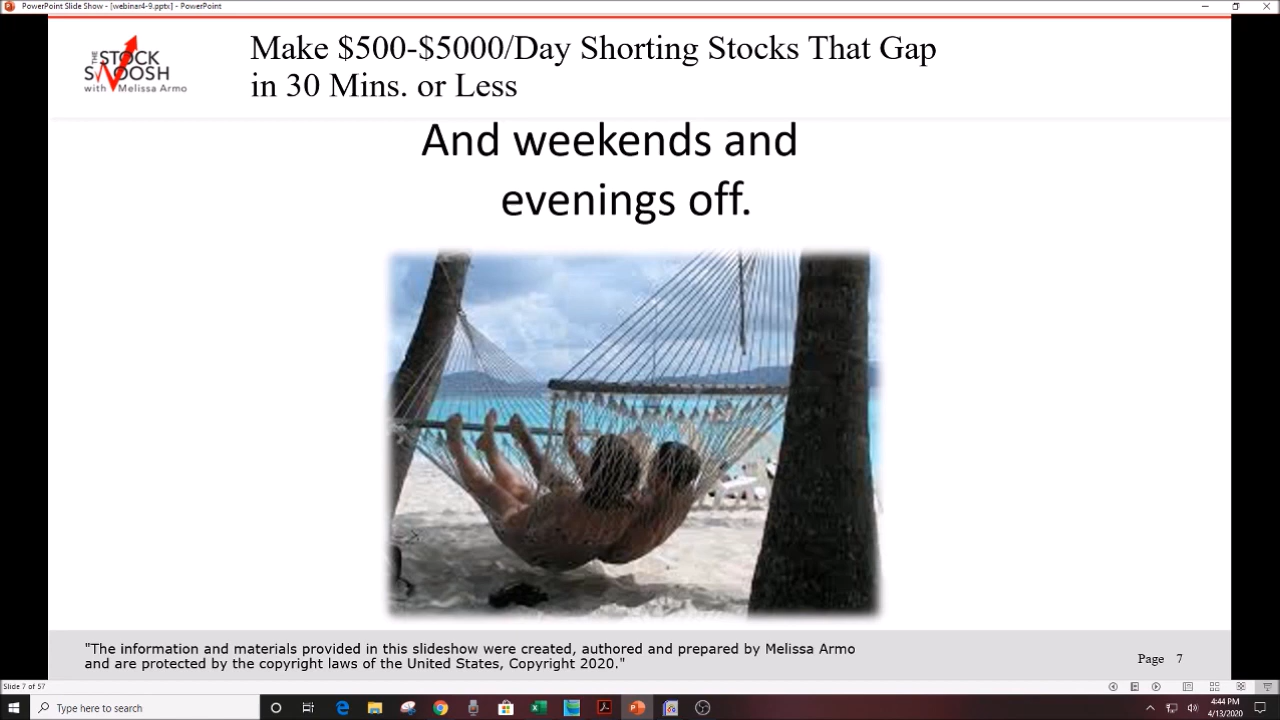 PowerPoint Slide Show - [webinar4-9.pptx] - PowerPoint
THE
STOCK
SWOOSH
with Melissa Armo
Make $500-$5000/Day Shorting Stocks That Gap
in 30 Mins. or Less
And weekends and
evenings off.
"The information and materials provided in this slideshow were created, authored and prepared by Melissa Armo
and are protected by the copyright laws of the United States, Copyright 2020."
Page 7
Slide 7 of 57
Type here to search
4:44 PM
4/13/2020